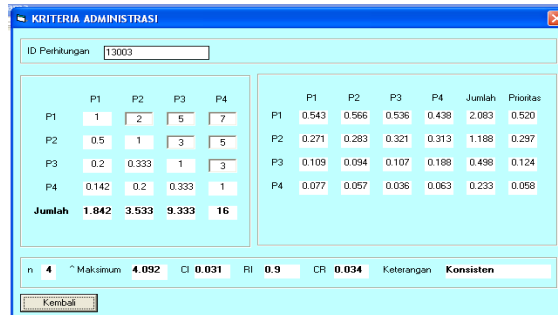 KRITERIA ADMINISTRASI
ID Perhitungan 13003
P1 P2 P3 P4
P1 1 2 5 7
P2 0.5 1 3 5
P3 0.2 0.333 1 3
P4 0.142 0.2 0.333 1
Jumlah 1.842 3.533 9.333 16
P1 P2 P3 P4 Jumlah Prioritas
P1 0.543 0.566 0.536 0.438 2.083 0.520
P2 0.271 0.283 0.321 0.313 1.188 0.297
P3 0.109 0.094 0.107 0.188 0.498 0.124
P4 0.077 0.057 0.036 0.063 0.233 0.058
n 4 ^ Maksimum 4.092 CI 0.031 RI 0.9 CR 0.034 Keterangan Konsisten
Kembali